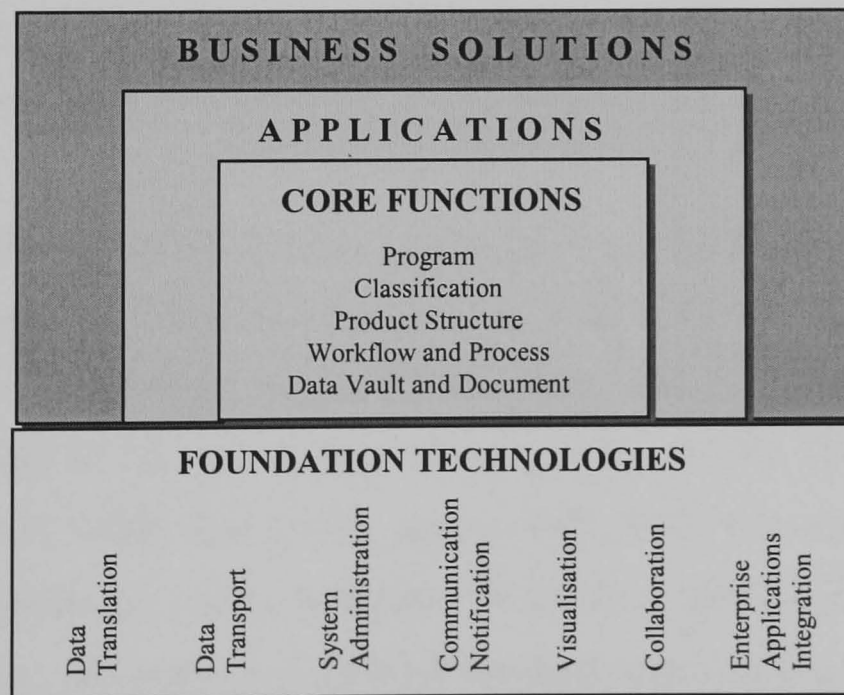 BUSINESS SOLUTIONS
APPLICATIONS
CORE FUNCTIONS
Program
Classification
Product Structure
Workflow and Process
Data Vault and Document
FOUNDATION TECHNOLOGIES
Data
Translation
Data
Transport
System
Administration
Communication
Notification
Visualisation
Collaboration
Enterprise
Applications
Integration